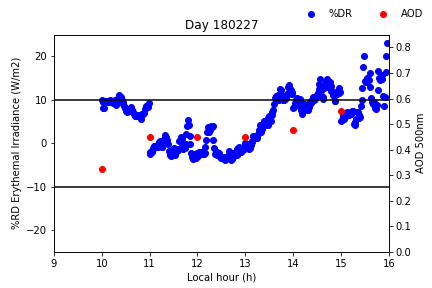 %DR AOD
Day 180227
20
10
0
−10
−20
%RD Erythemal Irradiance (W/m2)
0.8
0.7
0.6
0.5
0.4
0.3
0.2
0.1
0.0
AOD 500nm
9 10 11 12 13 14 15 16
Local hour (h)